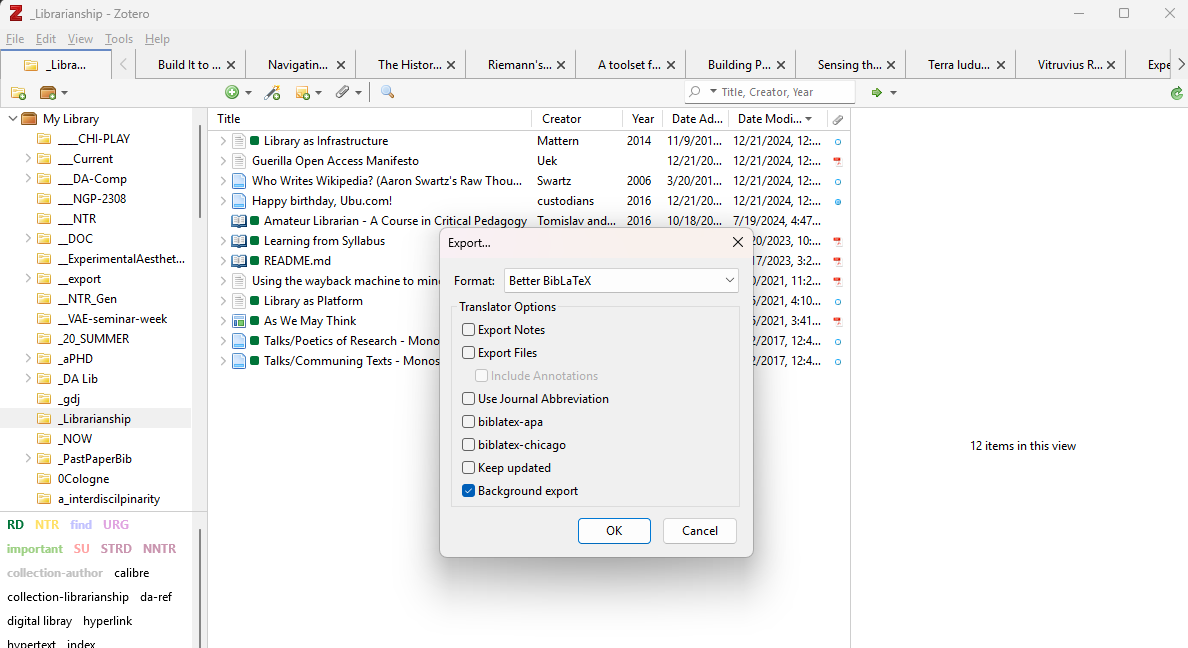 _Librarianship - Zotero
File Edit View Tools Help
_Libra... Build It to ... Navigatin... The Histor... Riemann's... A toolset f... Building P... Sensing th... Terra ludu... Vitruvius R... Expe
Title, Creator, Year
My Library
____CHI-PLAY
___Current
___DA-Comp
___NGP-2308
___NTR
__DOC
__ExperimentalAesthet...
__export
__NTR_Gen
__VAE-seminar-week
_20_SUMMER
_aPHD
_DA Lib
_gdj
_Librarianship
_NOW
_PastPaperBib
0Cologne
a_interdiscilpinarity
RD NTR find URG
important SU STRD NNTR
collection-author calibre
collection-librarianship da-ref
digital libray hyperlink
hypertext index
Title Creator Year Date Ad... Date Modi...
Library as Infrastructure Mattern 2014 11/9/201... 12/21/2024, 12:...
Guerilla Open Access Manifesto Uek 12/21/20... 12/21/2024, 12:...
Who Writes Wikipedia? (Aaron Swartz's Raw Thou... Swartz 2006 3/20/201... 12/21/2024, 12:...
Happy birthday, Ubu.com! custodians 2016 12/21/20... 12/21/2024, 12:...
Amateur Librarian - A Course in Critical Pedagogy Tomislav and... 2016 10/18/20... 7/19/2024, 4:47...
Learning from Syllabus 20/2023, 10:...
README.md 17/2023, 3:2...
Using the wayback machine to min 0/2021, 11:2...
Library as Platform 6/2021, 4:10...
As We May Think 6/2021, 3:41...
Talks/Poetics of Research - Mono 2/2017, 12:4...
Talks/Communing Texts - Monos 2/2017, 12:4...
Export...
Format: Better BibLaTeX
Translator Options
Export Notes
Export Files
Include Annotations
Use Journal Abbreviation
biblatex-apa
biblatex-chicago
Keep updated
Background export
OK Cancel
12 items in this view